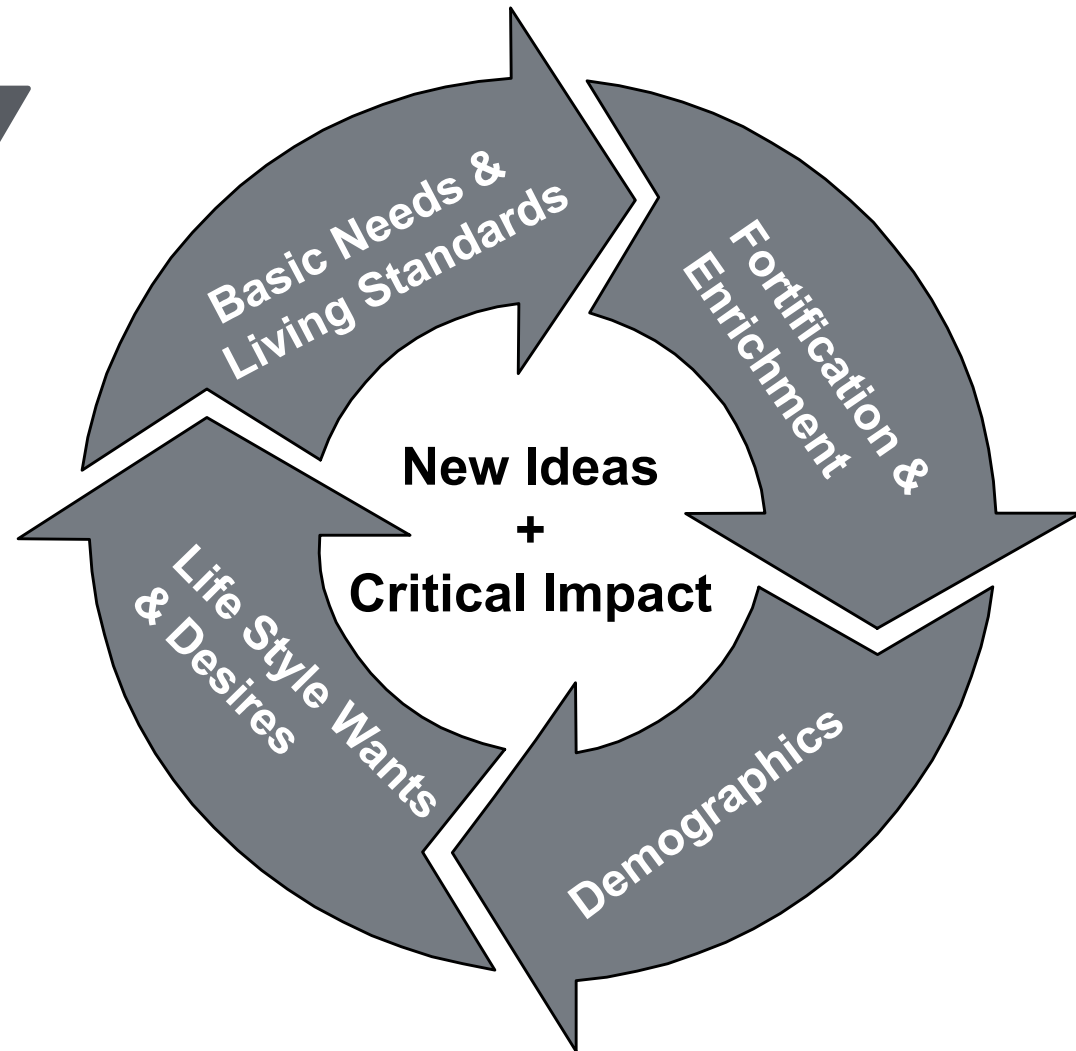 Basic Needs &
Living Standards
Fortification &
Enrichment
New Ideas
+
Critical Impact
Life Style Wants
& Desires
Demographics